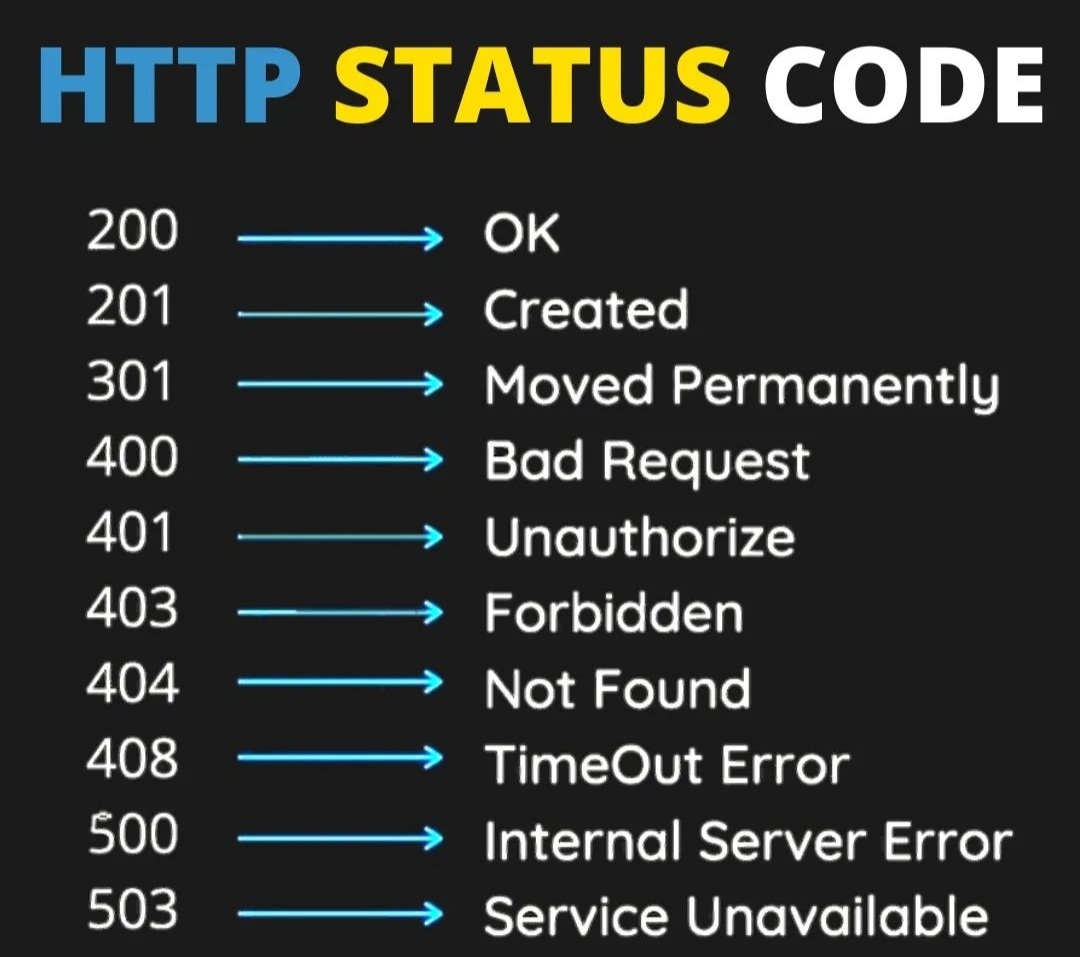 HTTP STATUS CODE
200 OK
201 Created
301 Moved Permanently
400 Bad Request
401 Unauthorize
403 Forbidden
404 Not Found
408 TimeOut Error
500 Internal Server Error
503 Service Unavailable